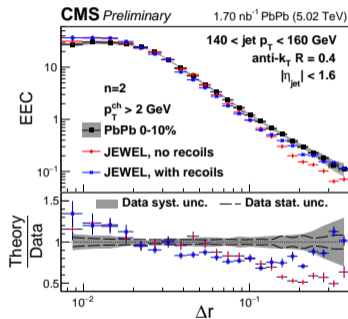 CMS Preliminary 1.70 nb⁻¹ PbPb (5.02 TeV)
140 < jet p_T < 160 GeV
anti-k_T R = 0.4
|η_jet| < 1.6
n=2
p_T^ch > 2 GeV
PbPb 0-10%
JEWEL, no recoils
JEWEL, with recoils
EEC
10
1
10⁻¹
Data syst. unc. Data stat. unc.
Theory
Data
1.5
1
0.5
0
10⁻² 10⁻¹
Δr